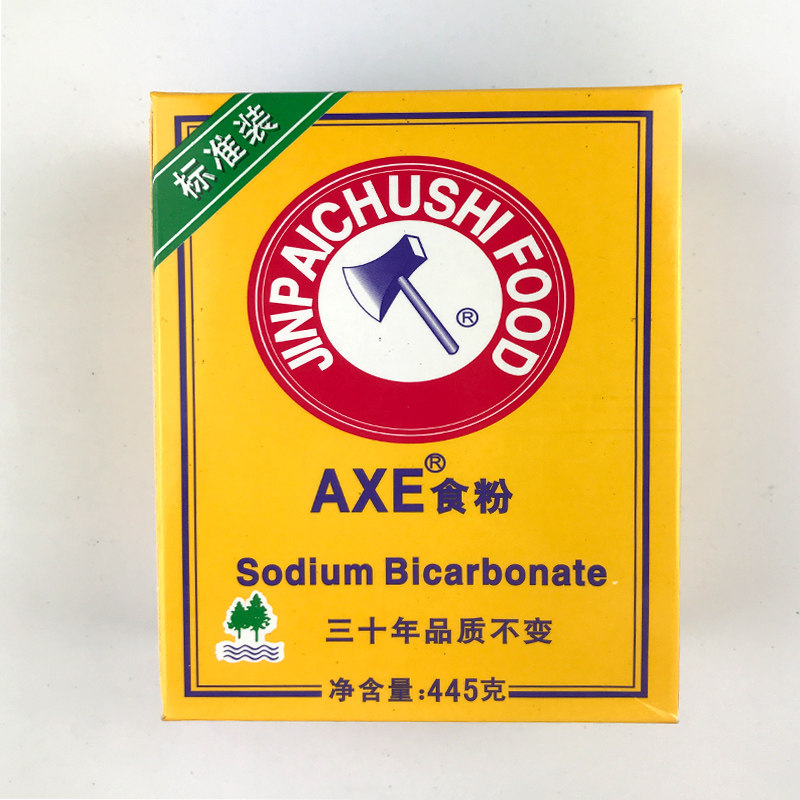 标准装
JINPAICHUSHI FOOD
®
AXE®食粉
Sodium Bicarbonate
三十年品质不变
净含量:445克